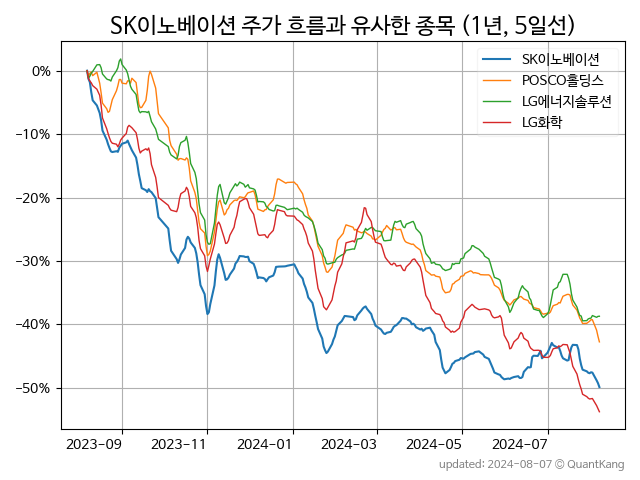 SK이노베이션 주가 흐름과 유사한 종목 (1년, 5일선)
SK이노베이션
POSCO홀딩스
LG에너지솔루션
LG화학
0%
−10%
−20%
−30%
−40%
−50%
2023-09 2023-11 2024-01 2024-03 2024-05 2024-07
updated: 2024-08-07 © QuantKang